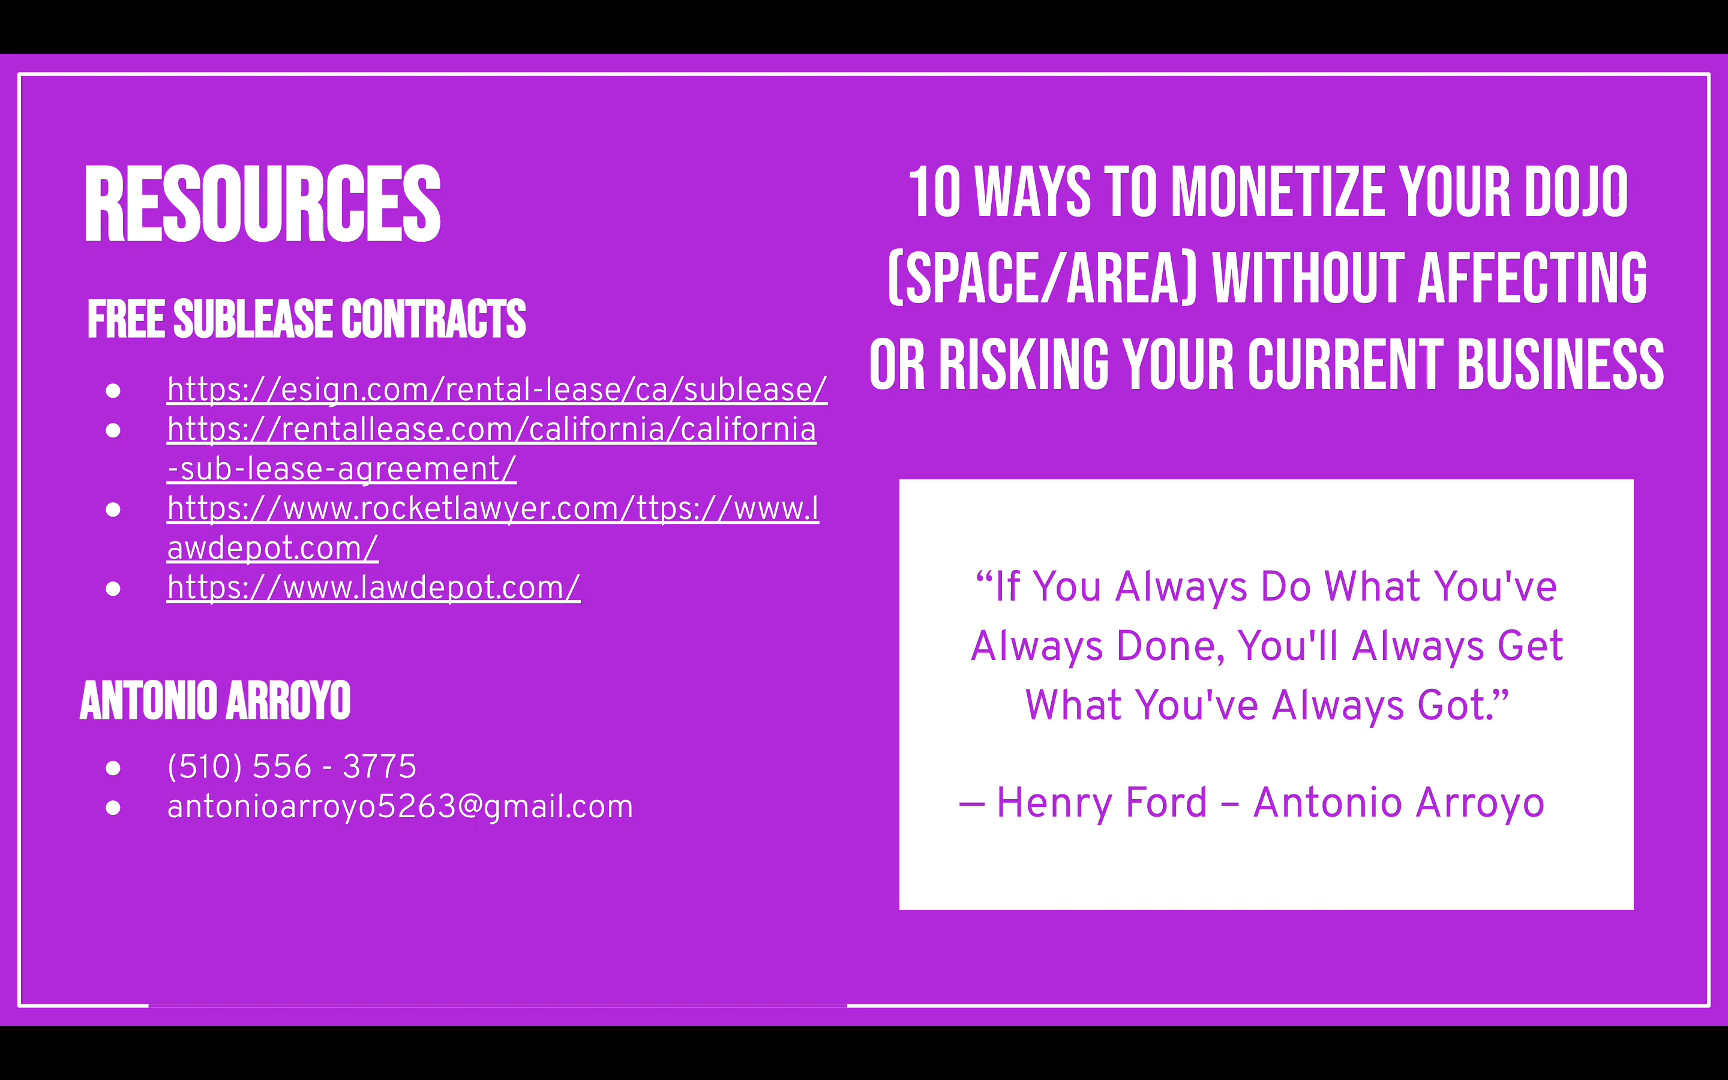 RESOURCES
FREE SUBLEASE CONTRACTS
● https://esign.com/rental-lease/ca/sublease/
● https://rentallease.com/california/california
-sub-lease-agreement/
● https://www.rocketlawyer.com/ttps://www.l
awdepot.com/
● https://www.lawdepot.com/
ANTONIO ARROYO
● (510) 556 - 3775
● antonioarroyo5263@gmail.com
10 WAYS TO MONETIZE YOUR DOJO
(SPACE/AREA) WITHOUT AFFECTING
OR RISKING YOUR CURRENT BUSINESS
“If You Always Do What You've
Always Done, You'll Always Get
What You've Always Got.”
— Henry Ford – Antonio Arroyo